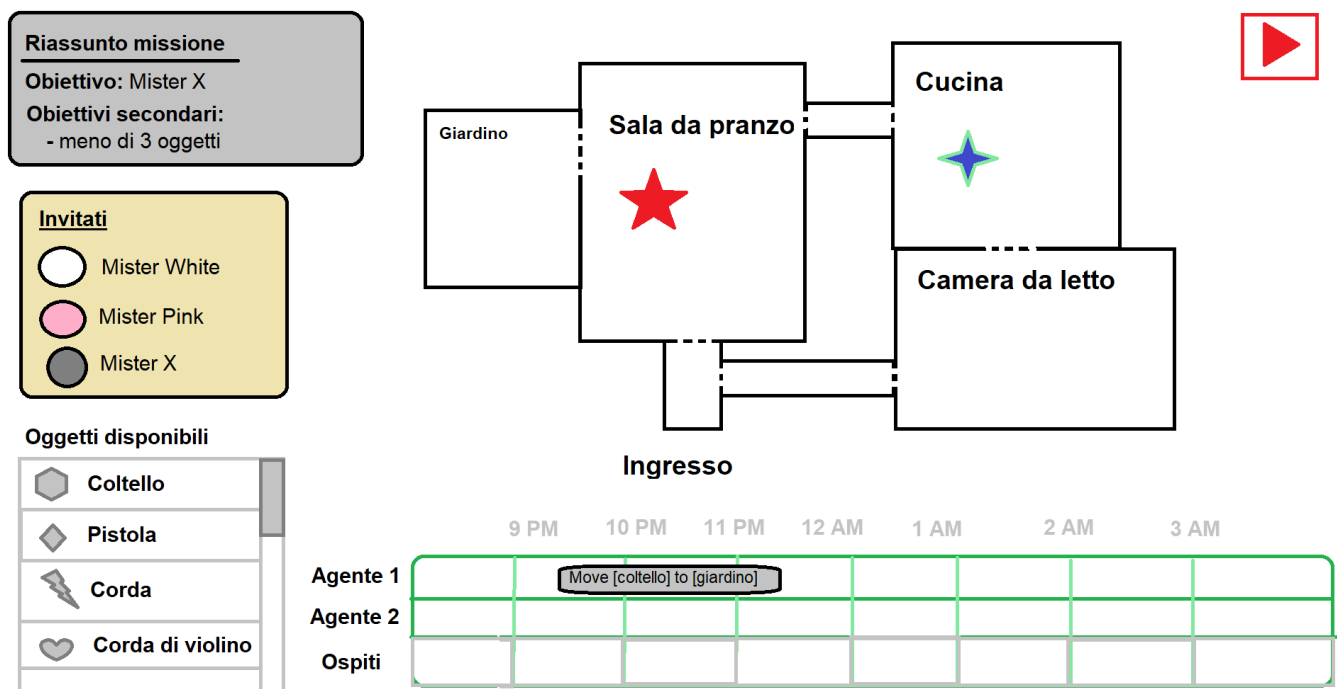 Riassunto missione
Obiettivo: Mister X
Obiettivi secondari:
- meno di 3 oggetti
Invitati
Mister White
Mister Pink
Mister X
Oggetti disponibili
Coltello
Pistola
Corda
Corda di violino
Giardino
Sala da pranzo
Cucina
Camera da letto
Ingresso
9 PM 10 PM 11 PM 12 AM 1 AM 2 AM 3 AM
Agente 1
Move [coltello] to [giardino]
Agente 2
Ospiti